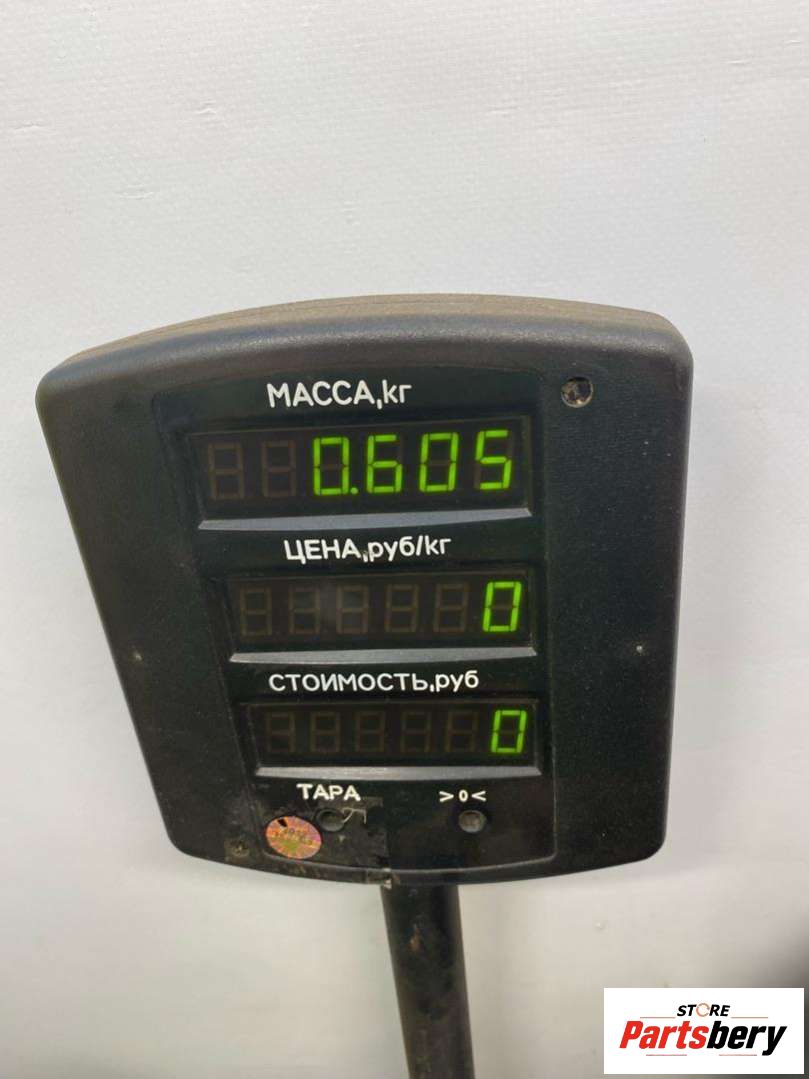 МАССА,кг
0.605
ЦЕНА,руб/кг
0
СТОИМОСТЬ,руб
0
ТАРА >0<
STORE
Partsbery